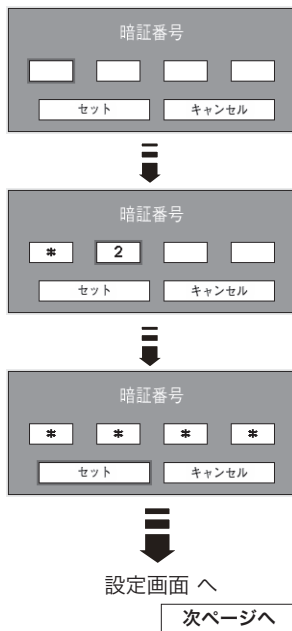 暗証番号
セット キャンセル
暗証番号
* 2
セット キャンセル
暗証番号
* * * *
セット キャンセル
設定画面 へ
次ページへ